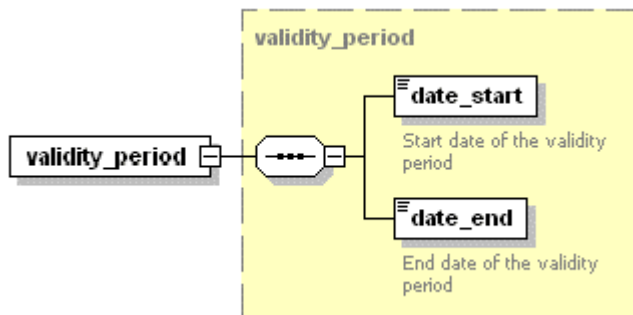 validity_period
date_start
Start date of the validity
period
validity_period
date_end
End date of the validity
period